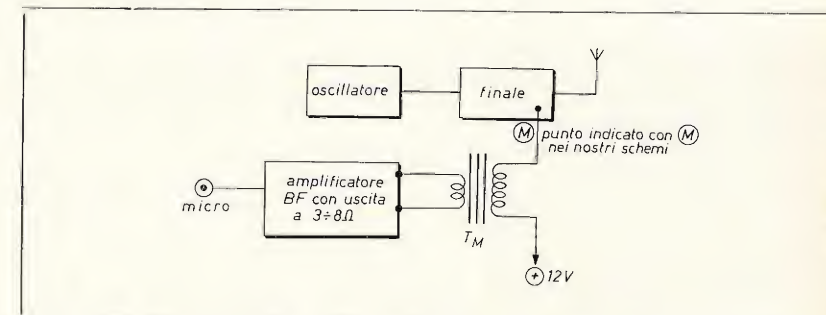 oscillatore
finale
M punto indicato con M
nei nostri schemi
amplificatore
BF con uscita
a 3÷8Ω
micro
TM
+ 12V